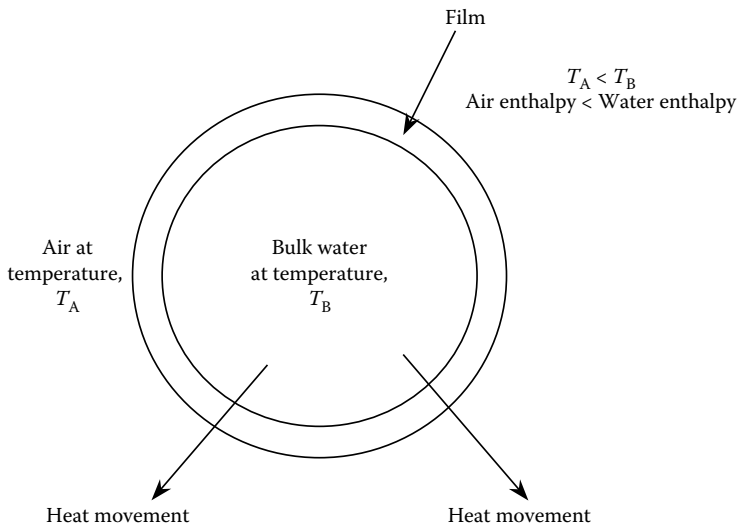 Film
T_A < T_B
Air enthalpy < Water enthalpy
Air at
temperature,
T_A
Bulk water
at temperature,
T_B
Heat movement
Heat movement